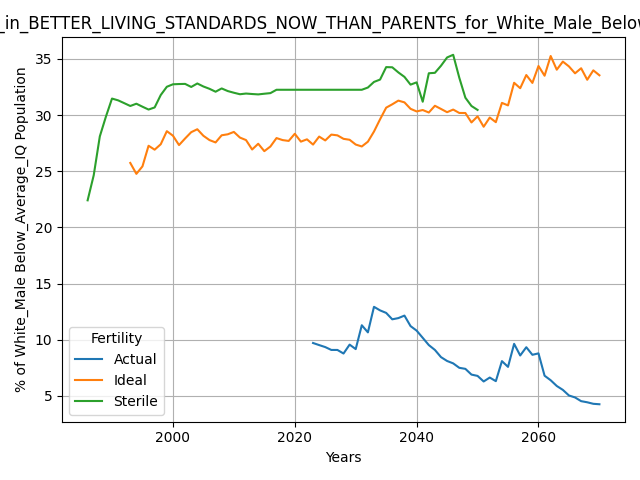 _in_BETTER_LIVING_STANDARDS_NOW_THAN_PARENTS_for_White_Male_Below
35
30
25
20
15
10
5
% of White_Male Below_Average_IQ Population
Fertility
Actual
Ideal
Sterile
2000
2020
2040
2060
Years